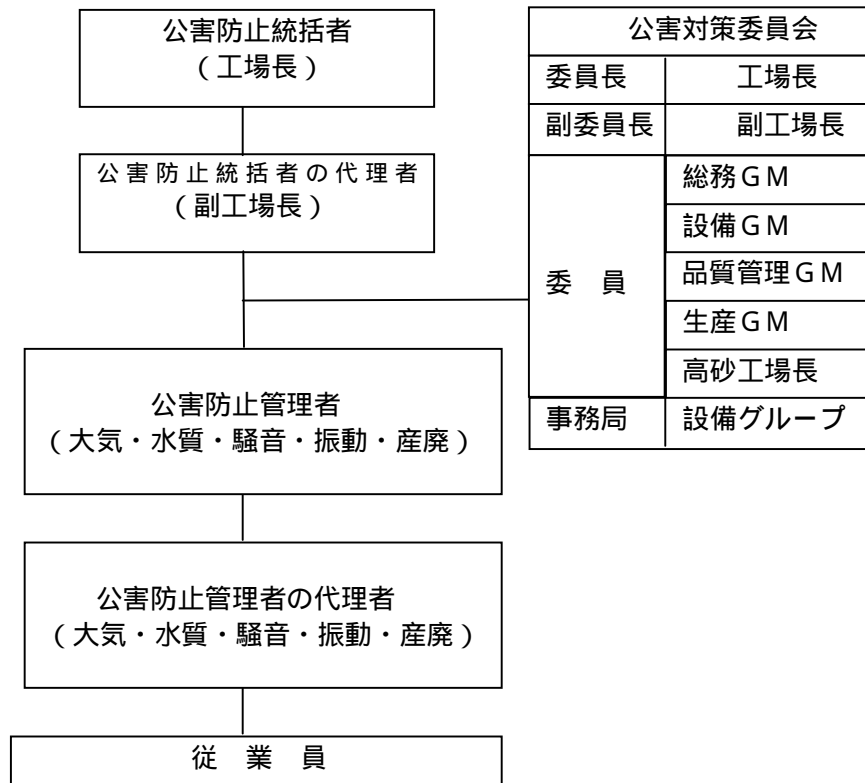 公害防止統括者
(工場長)
公害防止統括者の代理者
(副工場長)
公害防止管理者
(大気・水質・騒音・振動・産廃)
公害防止管理者の代理者
(大気・水質・騒音・振動・産廃)
従 業 員
公害対策委員会
委員長 工場長
副委員長 副工場長
委 員 総務GM
設備GM
品質管理GM
生産GM
高砂工場長
事務局 設備グループ